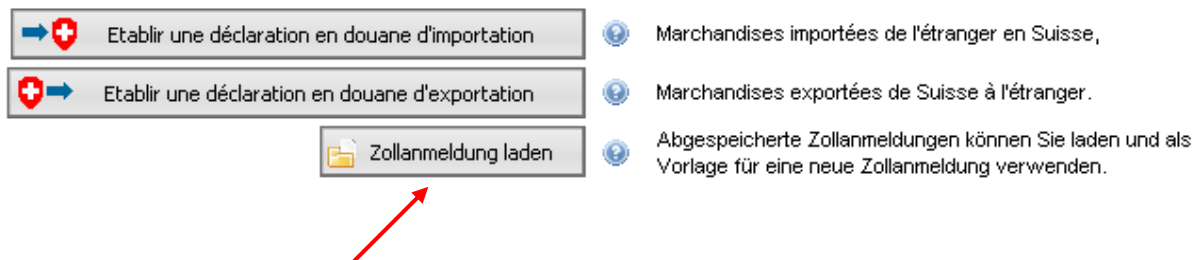 Etablir une déclaration en douane d'importation
Marchandises importées de l'étranger en Suisse,
Etablir une déclaration en douane d'exportation
Marchandises exportées de Suisse à l'étranger.
Zollanmeldung laden
Abgespeicherte Zollanmeldungen können Sie laden und als
Vorlage für eine neue Zollanmeldung verwenden.